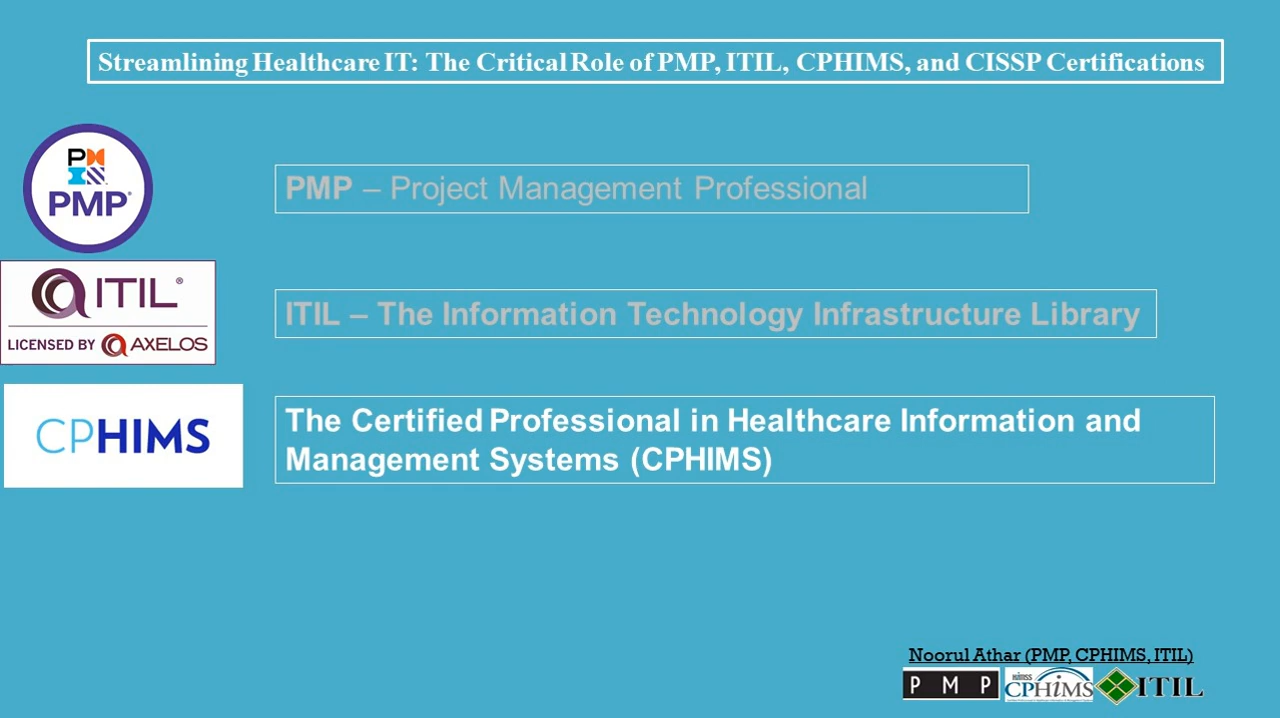 Streamlining Healthcare IT: The Critical Role of PMP, ITIL, CPHIMS, and CISSP Certifications
PMP®
PMP – Project Management Professional
ITIL®
LICENSED BY AXELOS
ITIL – The Information Technology Infrastructure Library
CPHIMS
The Certified Professional in Healthcare Information and
Management Systems (CPHIMS)
Noorul Athar (PMP, CPHIMS, ITIL)
PMP
himss
CPHIMS
ITIL